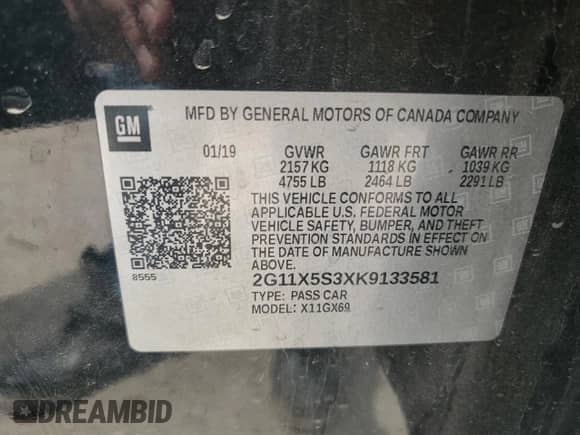 GM
MFD BY GENERAL MOTORS OF CANADA COMPANY
01/19 GVWR GAWR FRT GAWR RR
2157 KG 1118 KG 1039 KG
4755 LB 2464 LB 2291 LB
THIS VEHICLE CONFORMS TO ALL
APPLICABLE U.S. FEDERAL MOTOR
VEHICLE SAFETY, BUMPER, AND THEFT
PREVENTION STANDARDS IN EFFECT ON
THE DATE OF MANUFACTURE SHOWN
ABOVE.
8555
2G11X5S3XK9133581
TYPE: PASS CAR
MODEL: X11GX69
DREAMBID